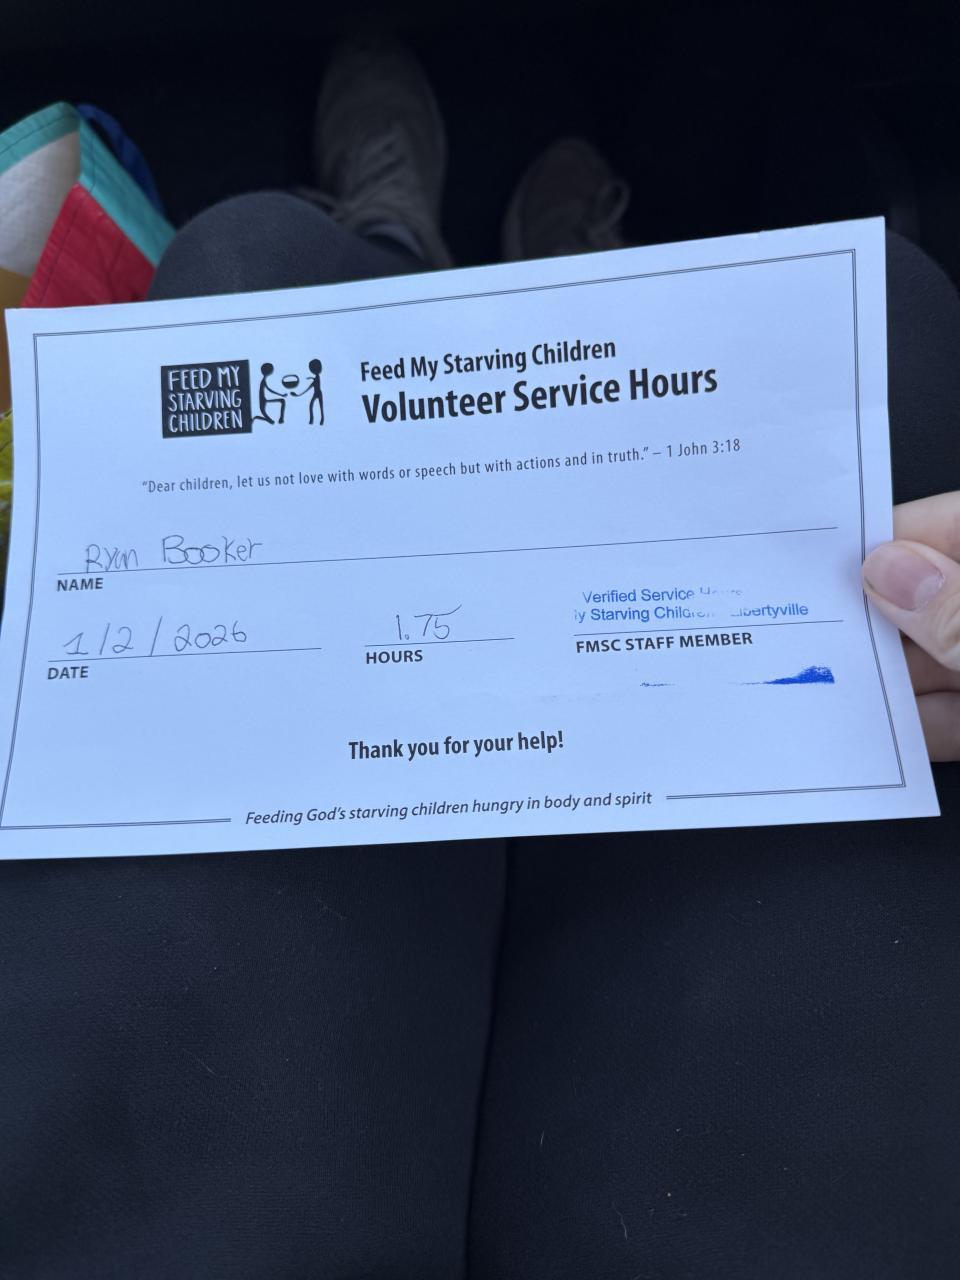 FEED MY
STARVING
CHILDREN
Feed My Starving Children
Volunteer Service Hours
"Dear children, let us not love with words or speech but with actions and in truth." – 1 John 3:18
Ryan Booker
NAME
1/2/2026
DATE
1.75
HOURS
Verified Service
y Starving
FMSC STAFF MEMBER
Thank you for your help!
Feeding God's starving children hungry in body and spirit